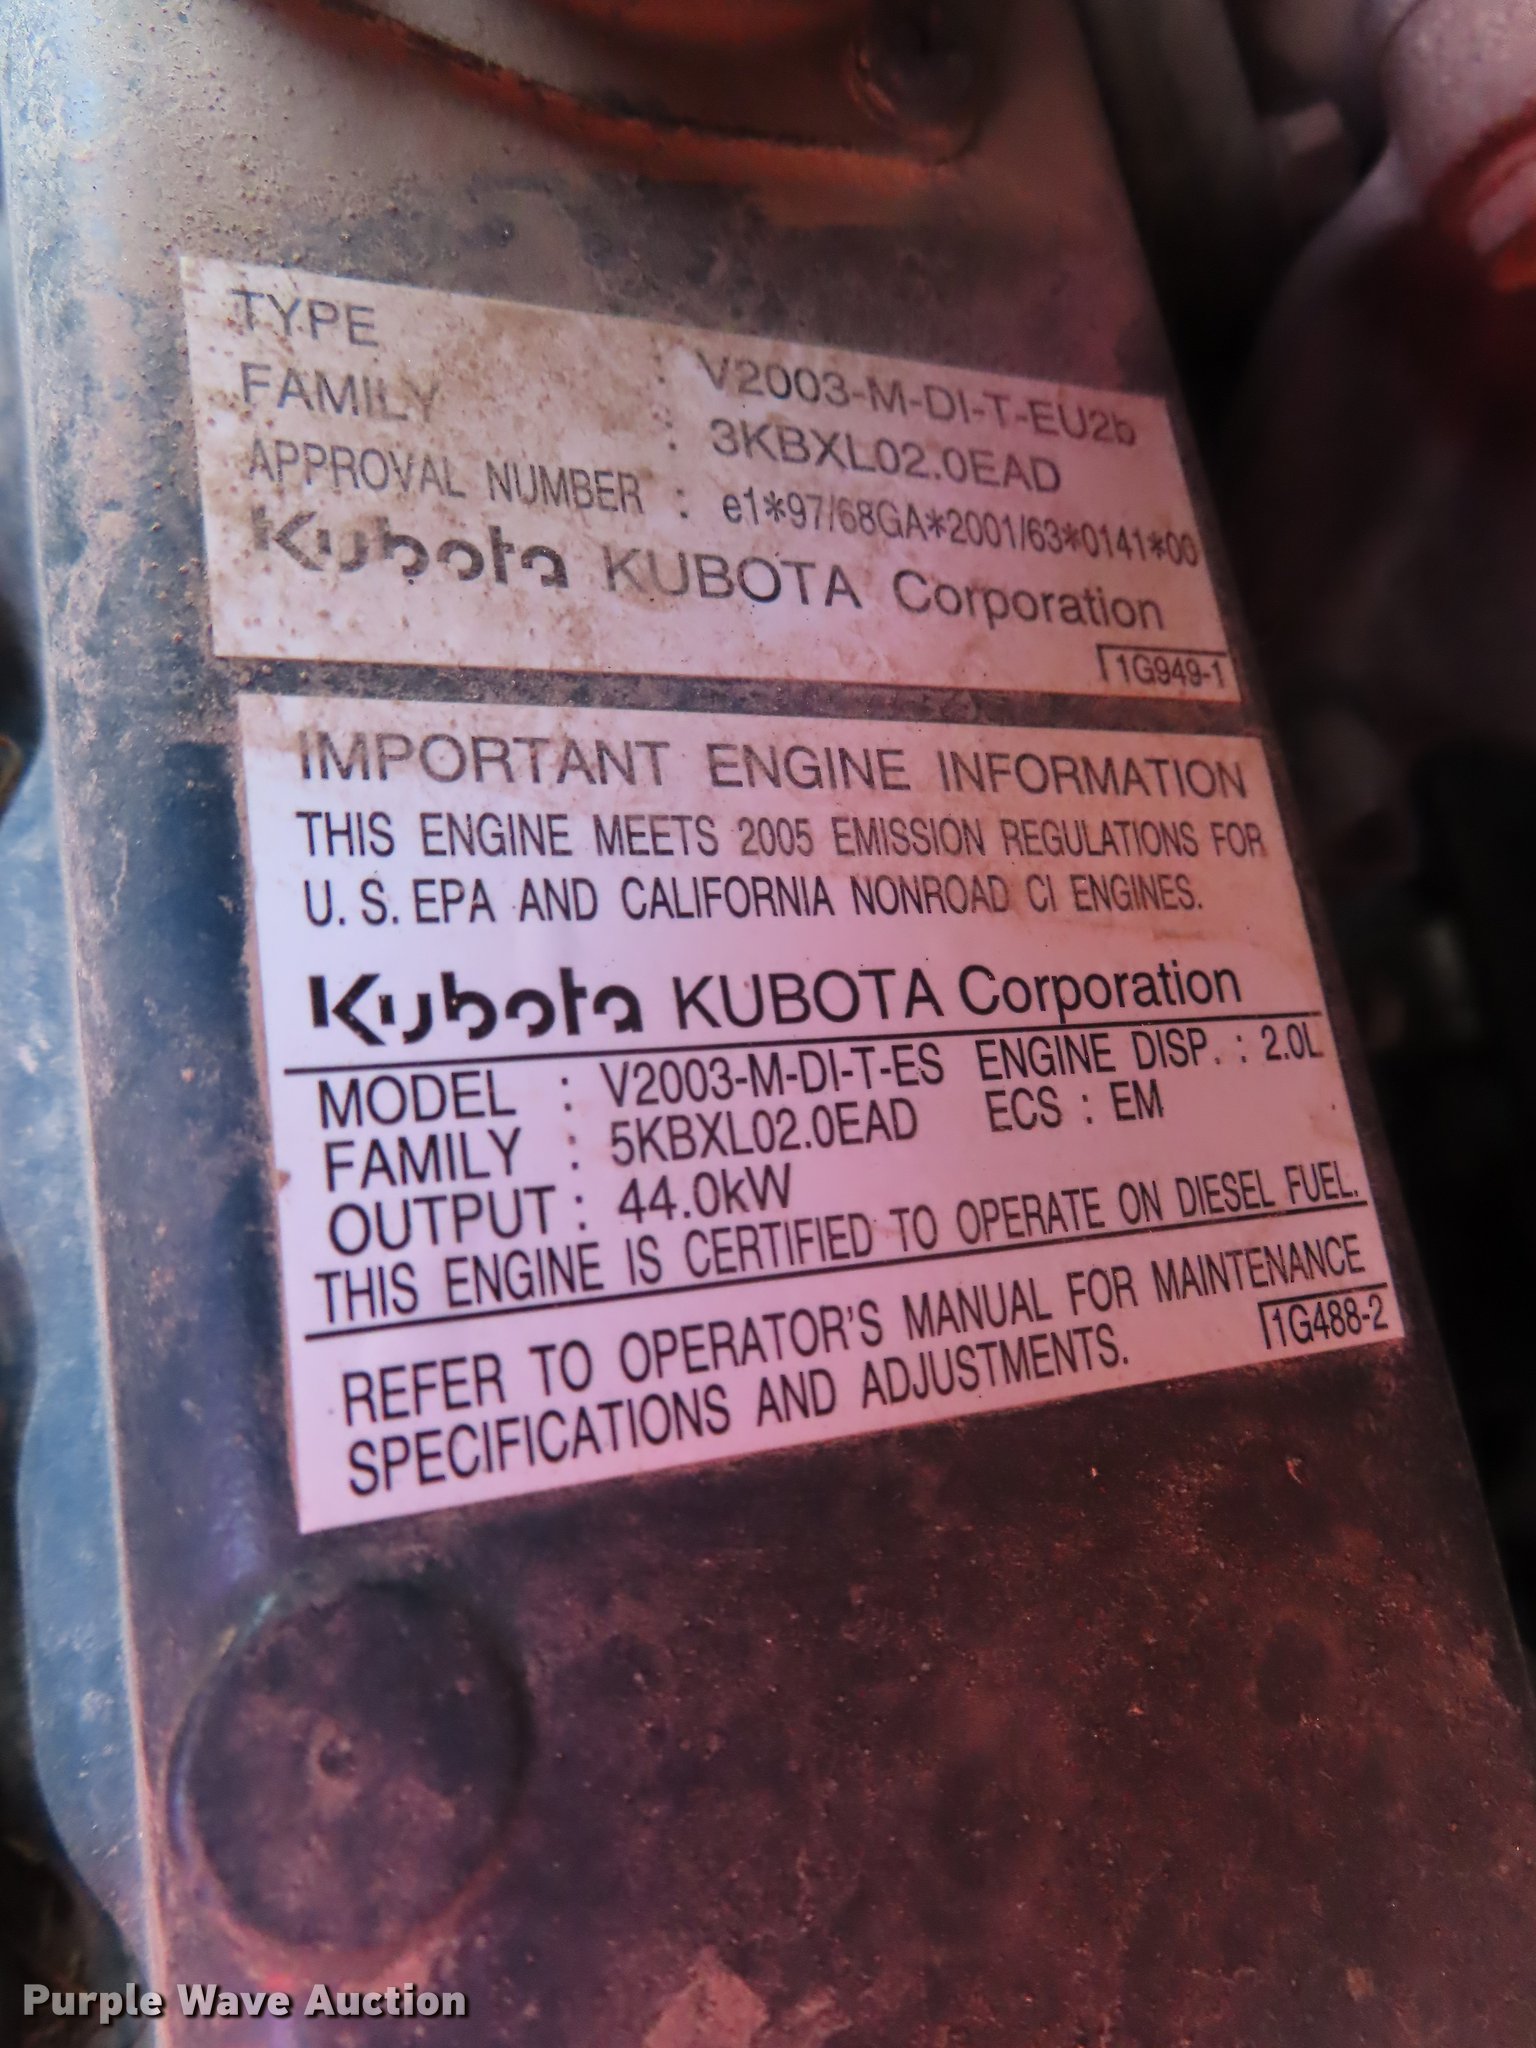 TYPE : V2003-M-DI-T-EU2b
FAMILY : 3KBXL02.0EAD
APPROVAL NUMBER : e1*97/68GA*2001/63*0141*00
Kubota KUBOTA Corporation
1G949-1
IMPORTANT ENGINE INFORMATION
THIS ENGINE MEETS 2005 EMISSION REGULATIONS FOR
U. S. EPA AND CALIFORNIA NONROAD CI ENGINES.
Kubota KUBOTA Corporation
MODEL : V2003-M-DI-T-ES ENGINE DISP. : 2.0L
FAMILY : 5KBXL02.0EAD ECS : EM
OUTPUT : 44.0kW
THIS ENGINE IS CERTIFIED TO OPERATE ON DIESEL FUEL.
REFER TO OPERATOR'S MANUAL FOR MAINTENANCE
SPECIFICATIONS AND ADJUSTMENTS.
1G488-2
Purple Wave Auction